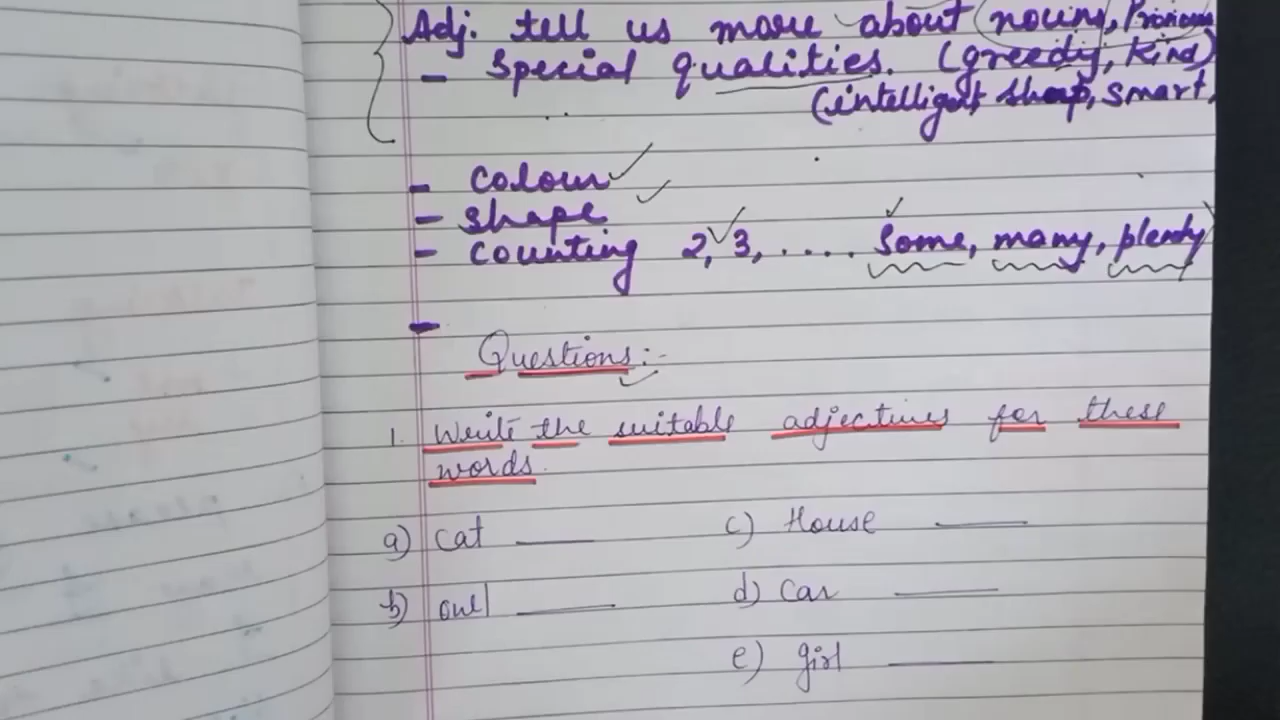 Adj. tell us more about nouns, Pronouns
- Special qualities. (greedy, Kind)
(intelligent sharp, smart,
- Colour
- shape
- Counting 2, 3, .... Some, many, plenty
-
Questions:-
1. Write the suitable adjectives for these
words.
a) cat ____
b) owl ____
c) House ____
d) Car ____
e) girl ____